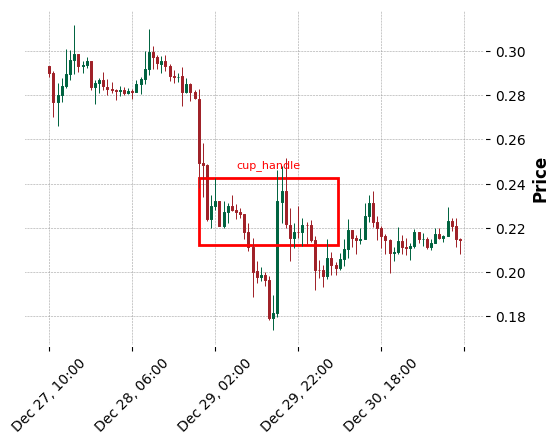 cup_handle
0.30
0.28
0.26
0.24
0.22
0.20
0.18
Price
Dec 27, 10:00
Dec 28, 06:00
Dec 29, 02:00
Dec 29, 22:00
Dec 30, 18:00